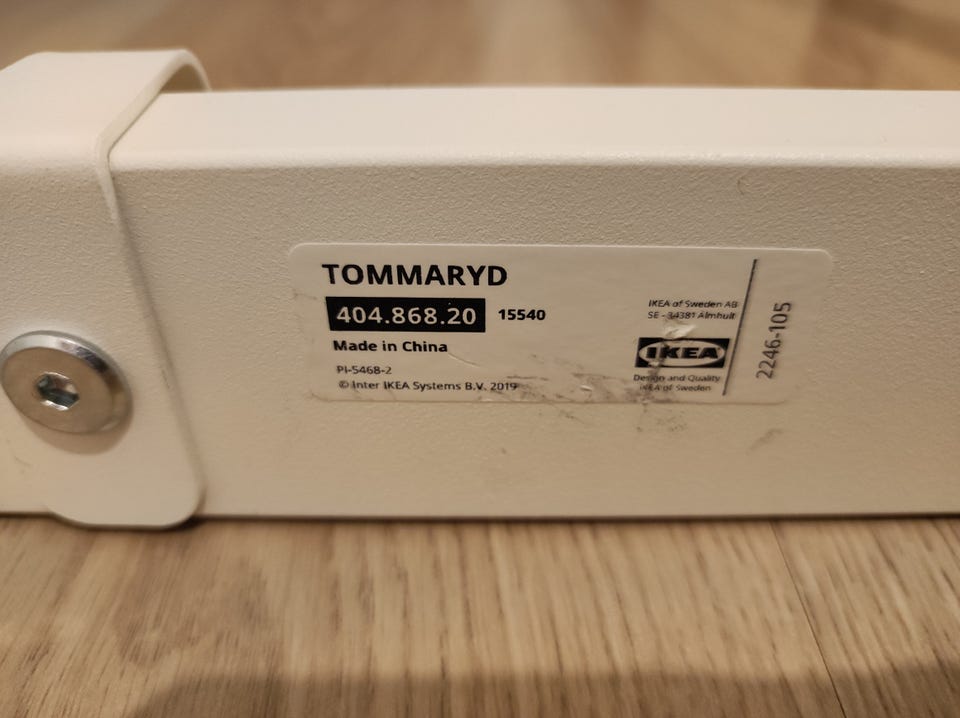 TOMMARYD
404.868.20 15540
Made in China
PI-5468-2
© Inter IKEA Systems B.V. 2019
IKEA of Sweden AB
SE - 34381 Älmhult
IKEA
Design and Quality
IKEA of Sweden
2246-105